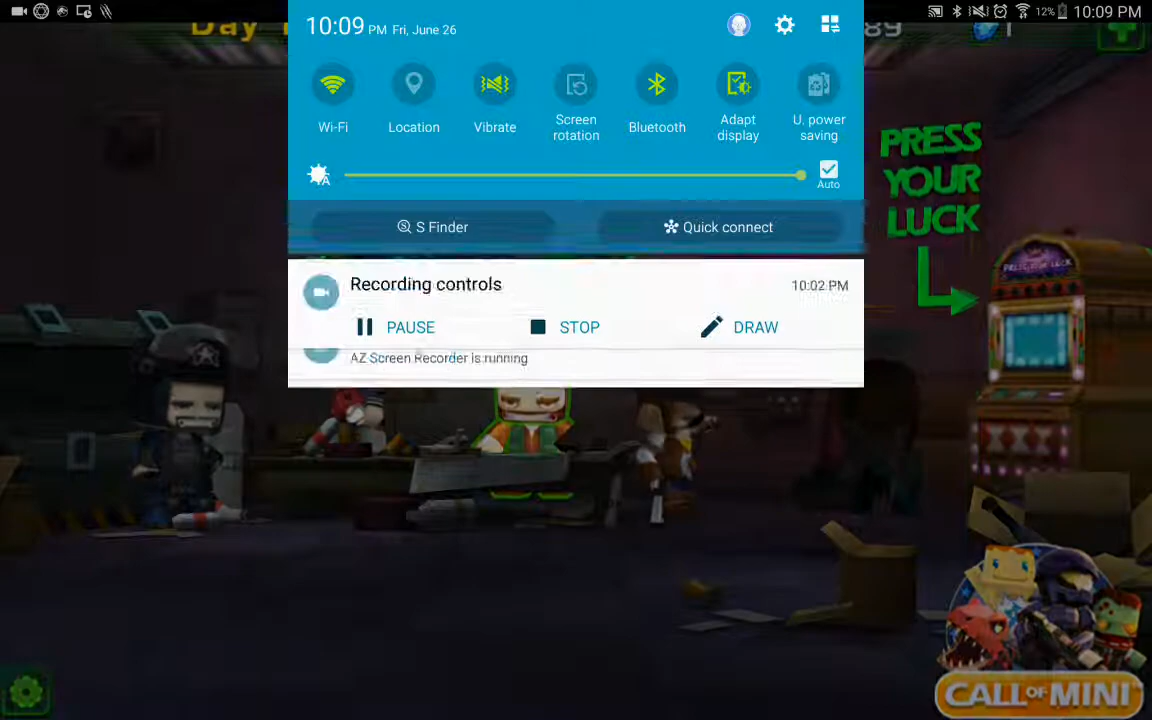 12% 10:09 PM
Day
89
10:09 PM Fri, June 26
Wi-Fi
Location
Vibrate
Screen
rotation
Bluetooth
Adapt
display
U. power
saving
A
Auto
S Finder
Quick connect
Recording controls
10:02 PM
PAUSE
STOP
DRAW
AZ Screen Recorder is running
PRESS
YOUR
LUCK
CALL OF MINI